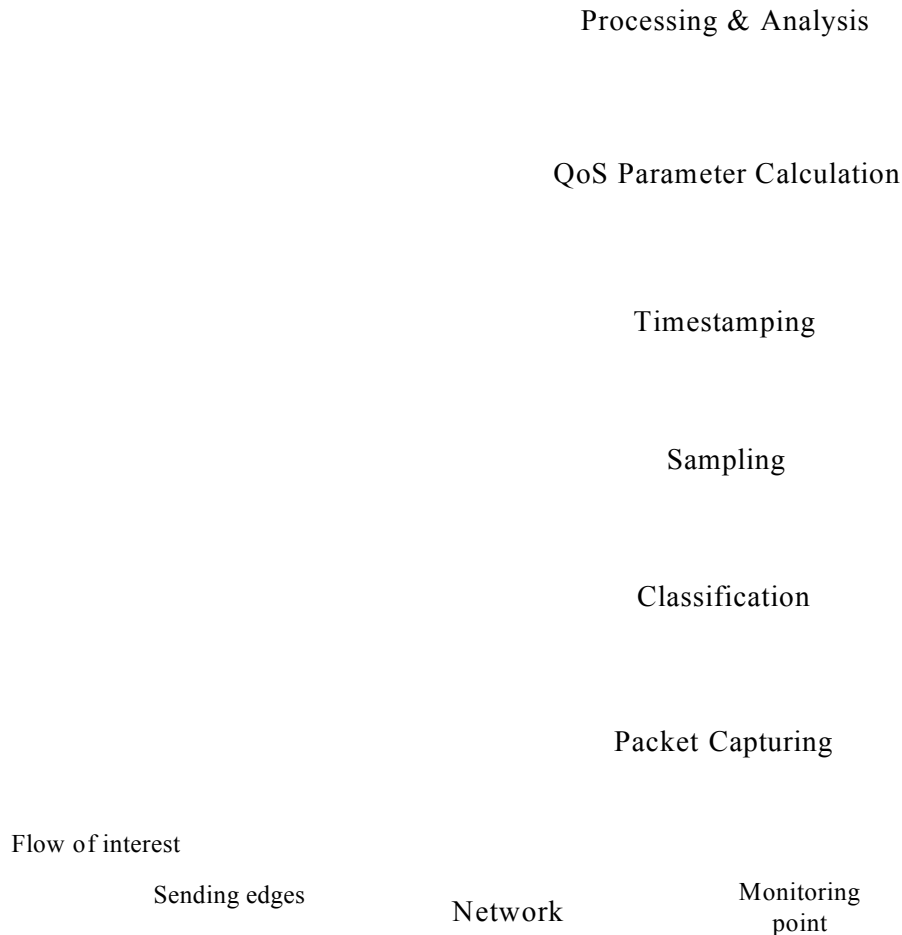 Processing & Analysis
QoS Parameter Calculation
Timestamping
Sampling
Classification
Packet Capturing
Flow of interest
Sending edges
Network
Monitoring
point